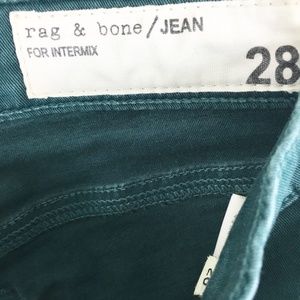 rag & bone/JEAN
FOR INTERMIX
28